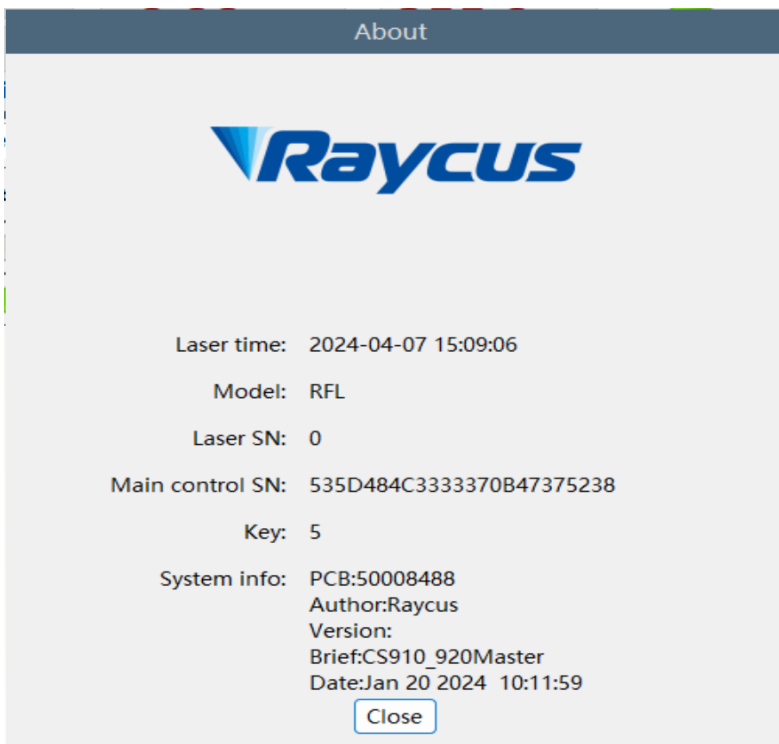 About
Raycus
Laser time: 2024-04-07 15:09:06
Model: RFL
Laser SN: 0
Main control SN: 535D484C3333370B47375238
Key: 5
System info: PCB:50008488
Author:Raycus
Version:
Brief:CS910_920Master
Date:Jan 20 2024  10:11:59
Close